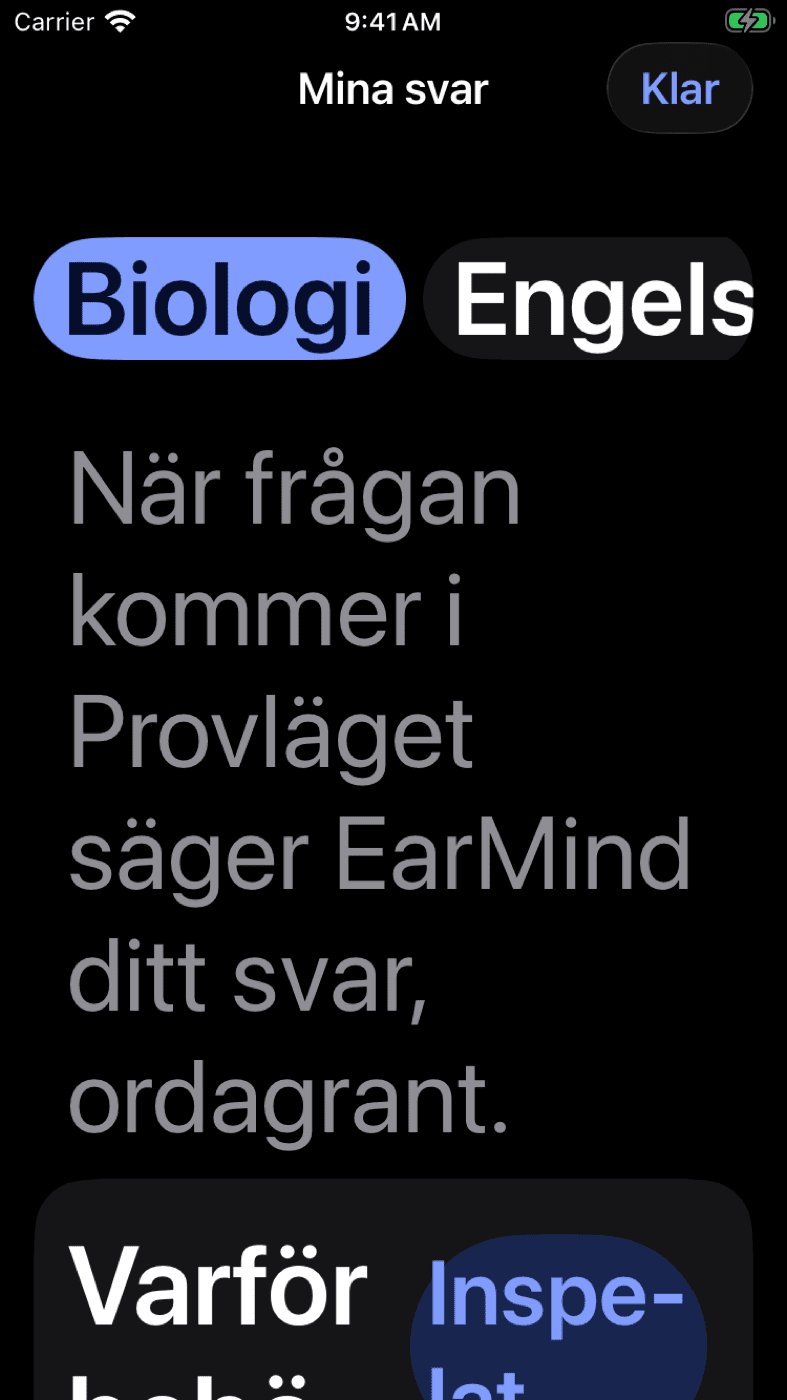 Carrier 9:41 AM
Mina svar
Klar
Biologi
Engels
När frågan
kommer i
Provläget
säger EarMind
ditt svar,
ordagrant.
Varför
Inspe-
lat